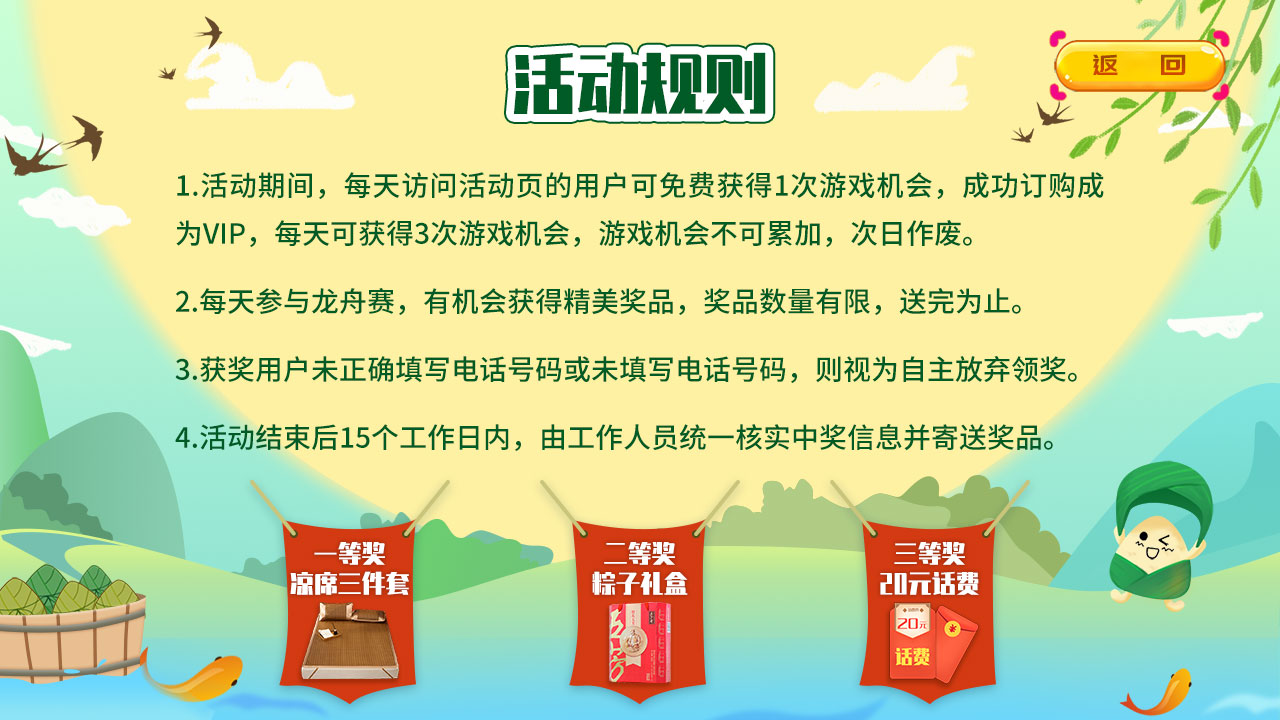 活动规则
返 回
1.活动期间，每天访问活动页的用户可免费获得1次游戏机会，成功订购成
为VIP，每天可获得3次游戏机会，游戏机会不可累加，次日作废。
2.每天参与龙舟赛，有机会获得精美奖品，奖品数量有限，送完为止。
3.获奖用户未正确填写电话号码或未填写电话号码，则视为自主放弃领奖。
4.活动结束后15个工作日内，由工作人员统一核实中奖信息并寄送奖品。
一等奖
凉席三件套
二等奖
粽子礼盒
三等奖
20元话费
20元
话费